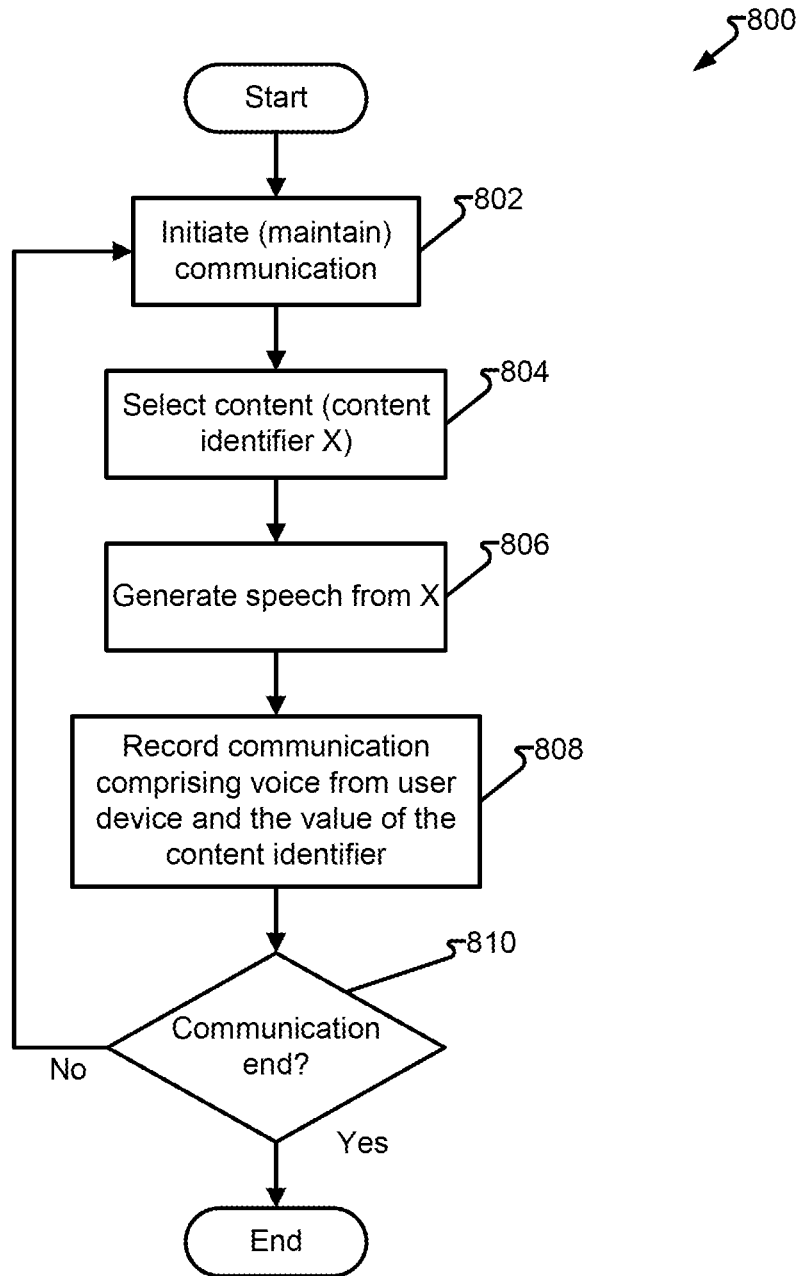 800
Start
802
Initiate (maintain)
communication
804
Select content (content
identifier X)
806
Generate speech from X
808
Record communication
comprising voice from user
device and the value of the
content identifier
810
Communication
end?
No
Yes
End